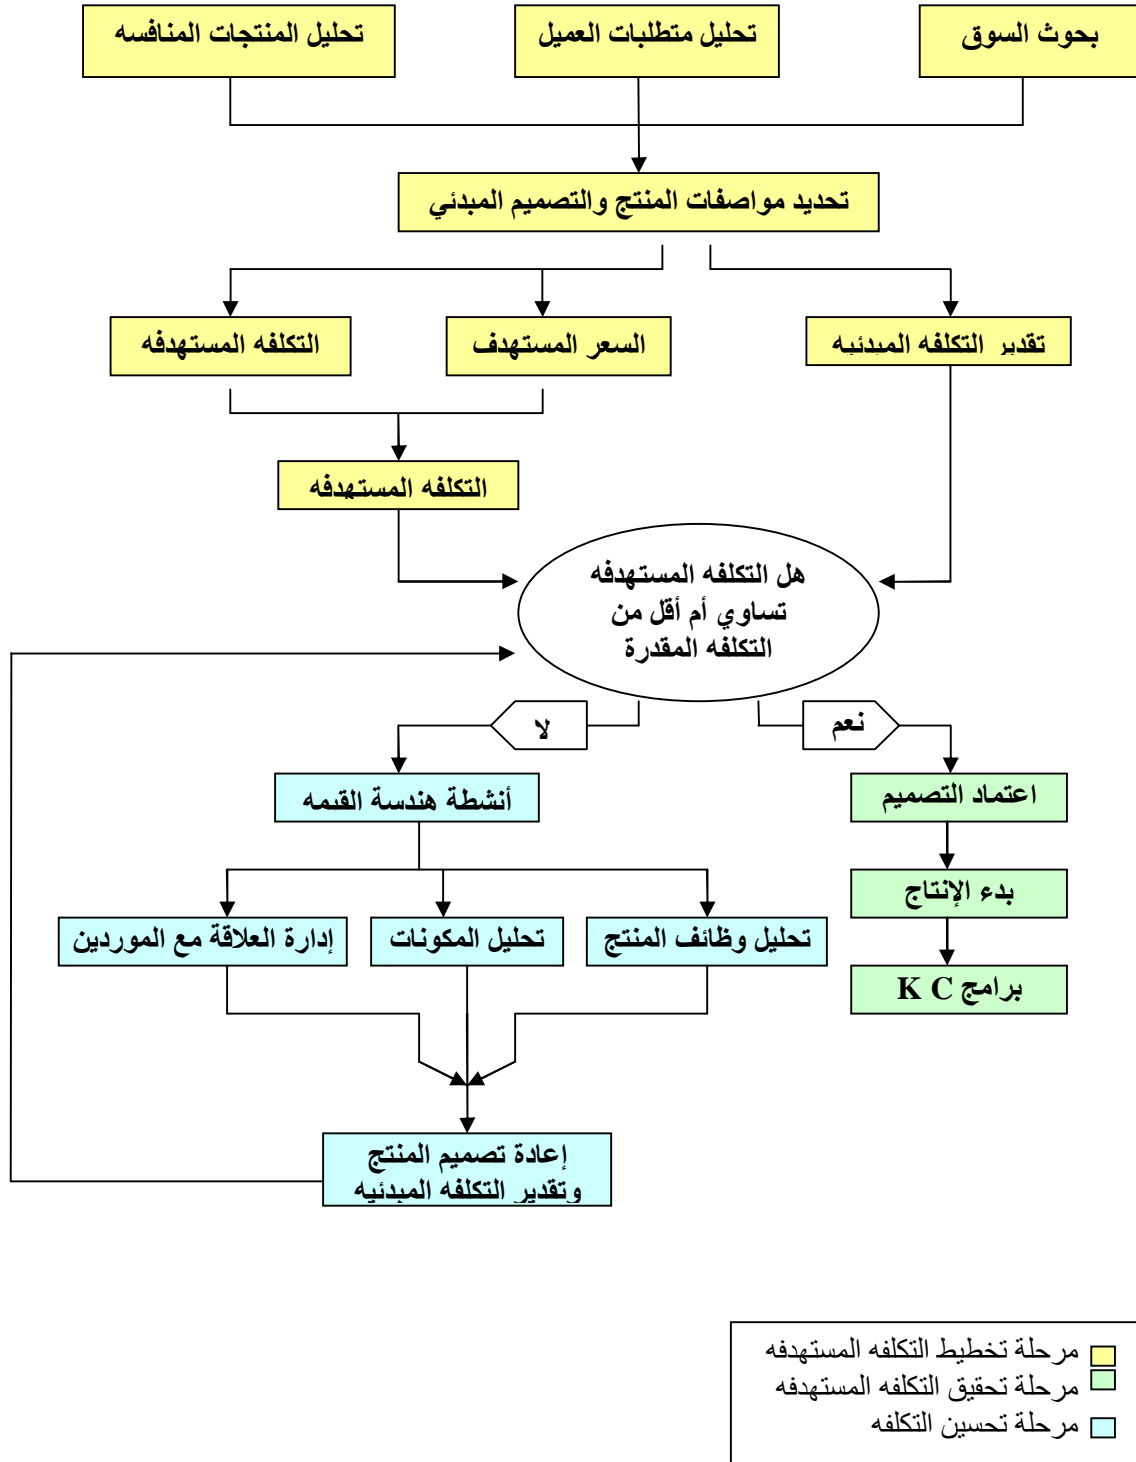 بحوث السوق
تحليل متطلبات العميل
تحليل المنتجات المنافسه
تحديد مواصفات المنتج والتصميم المبدئي
تقدير التكلفه المبدئيه
السعر المستهدف
التكلفه المستهدفه
التكلفه المستهدفه
هل التكلفه المستهدفه
تساوي أم أقل من
التكلفه المقدرة
نعم
لا
اعتماد التصميم
أنشطة هندسة القيمه
بدء الإنتاج
تحليل وظائف المنتج
تحليل المكونات
إدارة العلاقة مع الموردين
برامج K C
إعادة تصميم المنتج
وتقدير التكلفه المبدئيه
مرحلة تخطيط التكلفه المستهدفه
مرحلة تحقيق التكلفه المستهدفه
مرحلة تحسين التكلفه